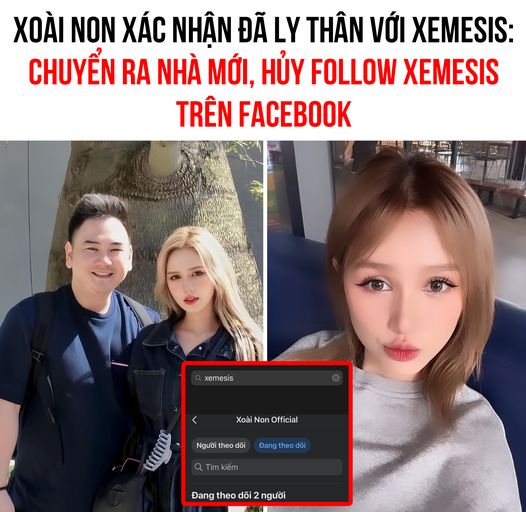 XOÀI NON XÁC NHẬN ĐÃ LY THÂN VỚI XEMESIS:
CHUYỂN RA NHÀ MỚI, HỦY FOLLOW XEMESIS
TRÊN FACEBOOK
xemesis
Xoài Non Official
Người theo dõi Đang theo dõi
Tìm kiếm
Đang theo dõi 2 người